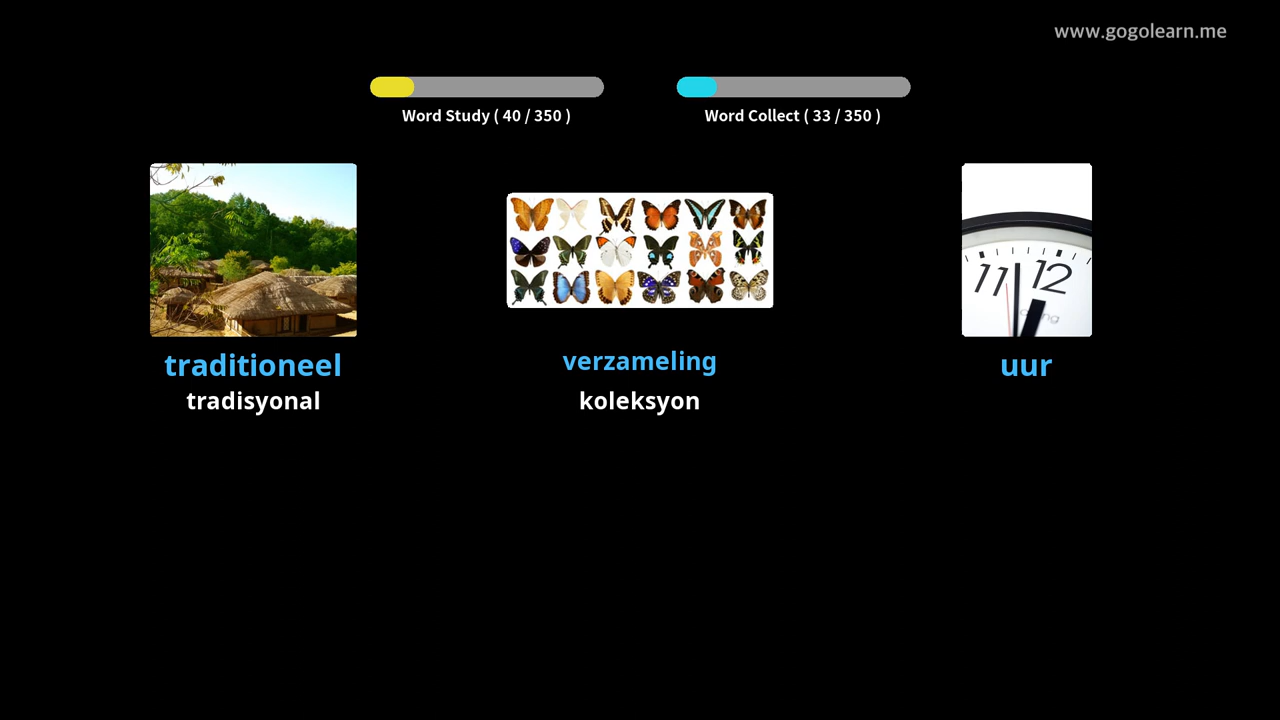 www.gogolearn.me
Word Study ( 40 / 350 )
Word Collect ( 33 / 350 )
11 12
traditioneel
verzameling
uur
tradisyonal
koleksyon